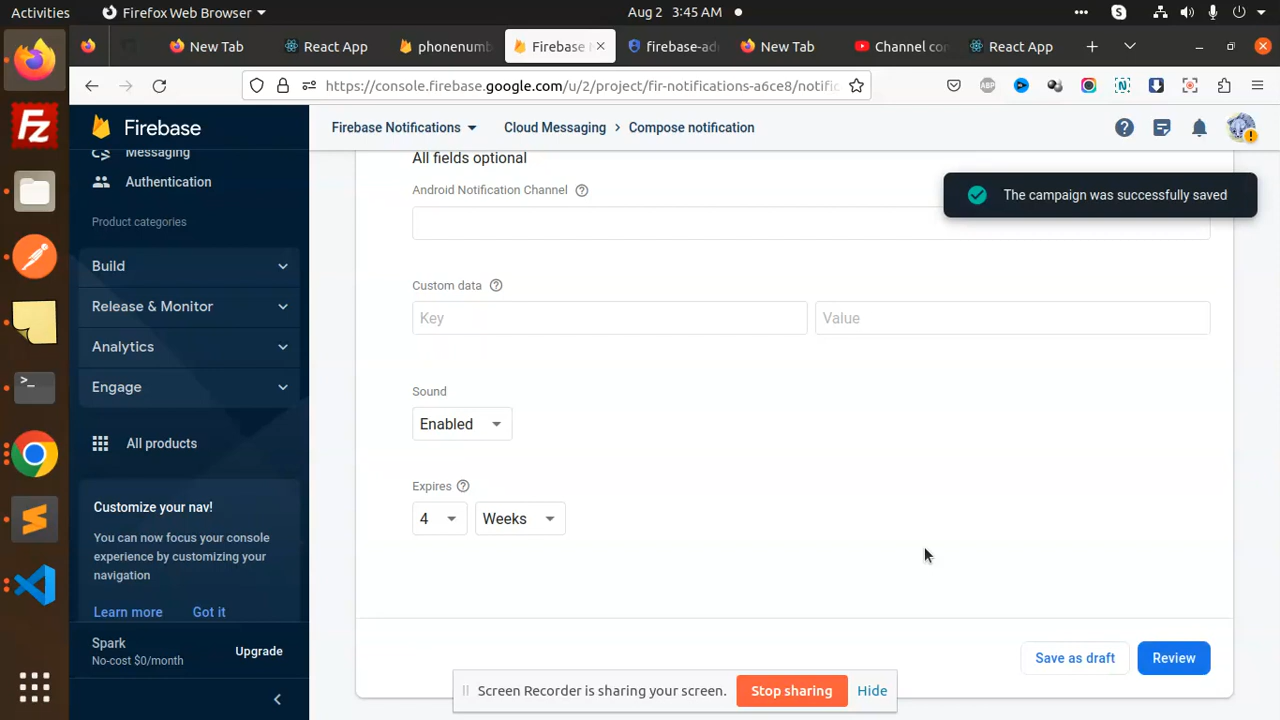 Activities
Firefox Web Browser
Aug 2 3:45 AM
New Tab
React App
phonenumb
Firebase
firebase-ad
New Tab
Channel co
React App
https://console.firebase.google.com/u/2/project/fir-notifications-a6ce8/notific
Firebase
Firebase Notifications
Cloud Messaging > Compose notification
Messaging
Authentication
Product categories
Build
Release & Monitor
Analytics
Engage
All products
Customize your nav!
You can now focus your console
experience by customizing your
navigation
Learn more Got it
Spark
No-cost $0/month
Upgrade
All fields optional
Android Notification Channel
The campaign was successfully saved
Custom data
Key
Value
Sound
Enabled
Expires
4 Weeks
Save as draft
Review
Screen Recorder is sharing your screen.
Stop sharing
Hide